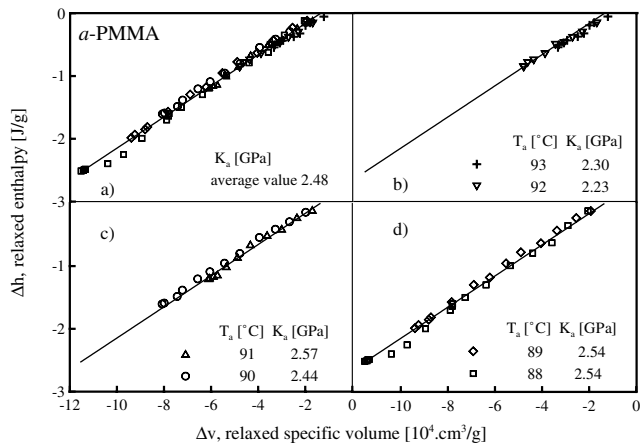 a-PMMA
0
-1
-2
-3
-1
-2
-3
Δh, relaxed enthalpy [J/g]
K_a [GPa]
average value 2.48
a)
T_a [°C] K_a [GPa]
93 2.30
92 2.23
b)
c)
T_a [°C] K_a [GPa]
91 2.57
90 2.44
d)
T_a [°C] K_a [GPa]
89 2.54
88 2.54
-12 -10 -8 -6 -4 -2 0 -10 -8 -6 -4 -2 0
Δv, relaxed specific volume [10⁴.cm³/g]